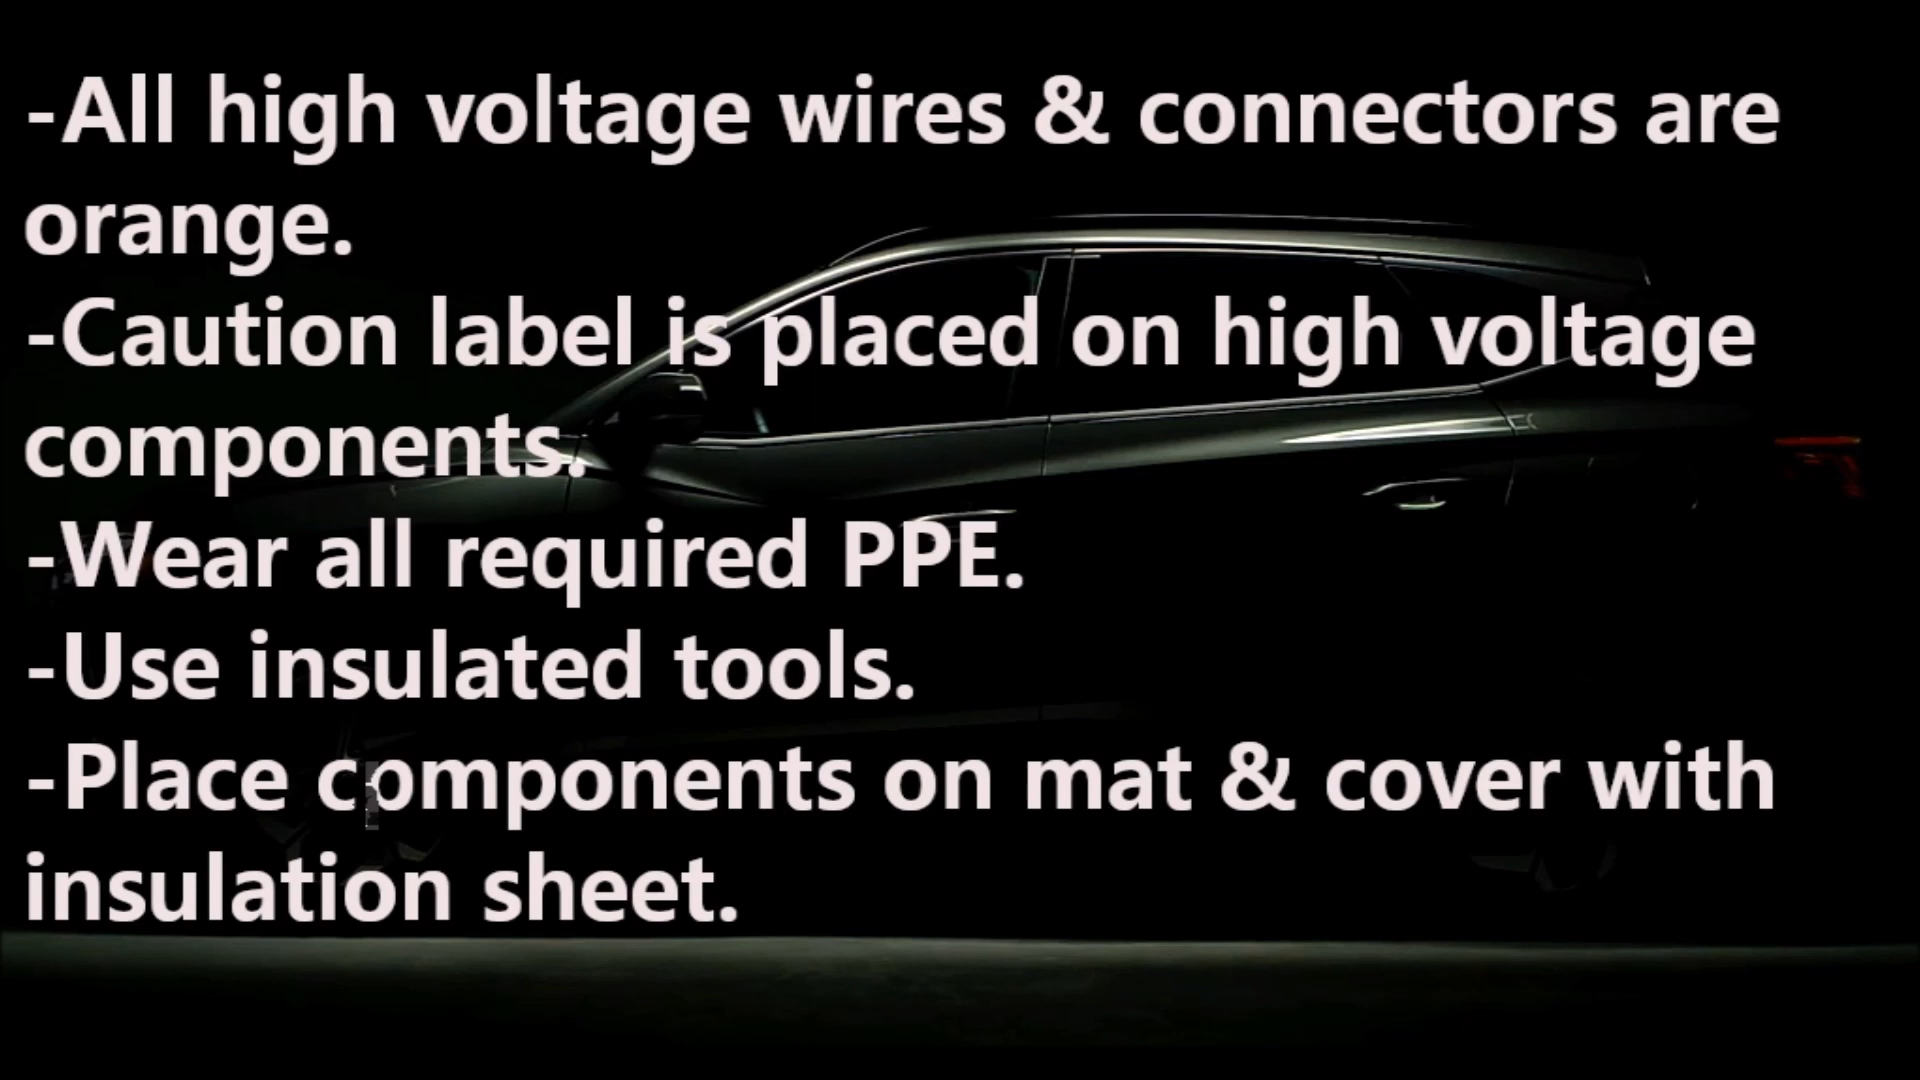 -All high voltage wires & connectors are
orange.
-Caution label is placed on high voltage
components.
-Wear all required PPE.
-Use insulated tools.
-Place components on mat & cover with
insulation sheet.